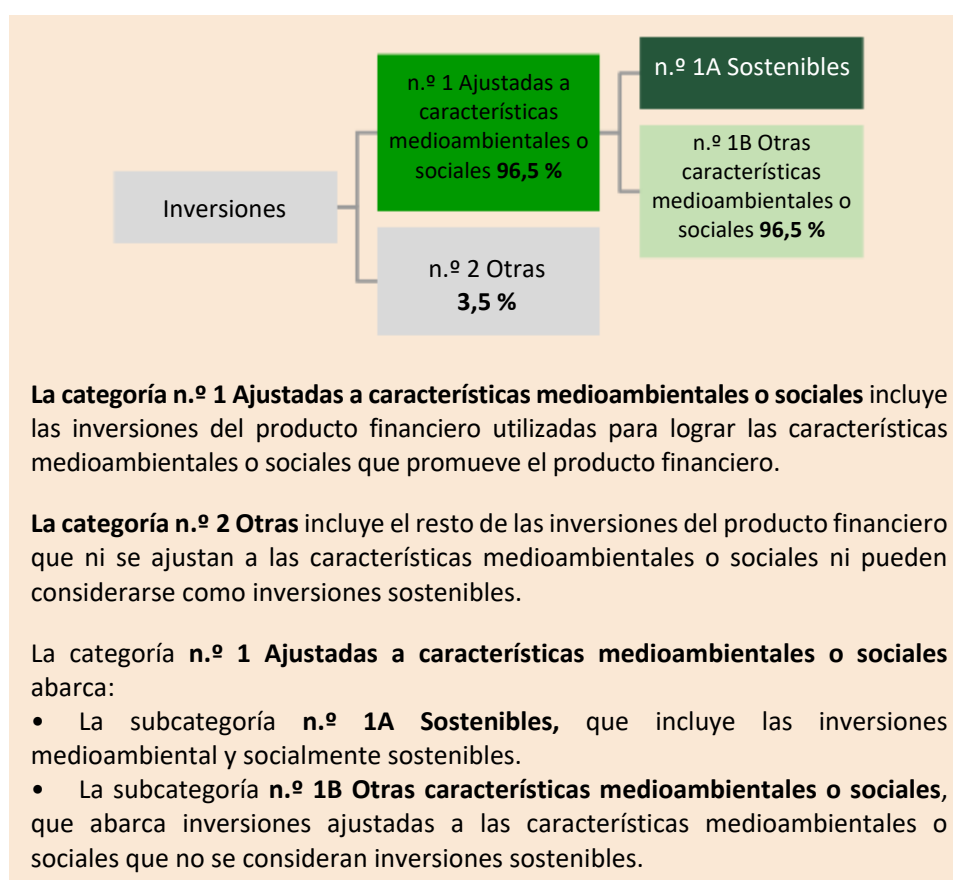 n.º 1 Ajustadas a
características
medioambientales o
sociales 96,5 %
n.º 1A Sostenibles
n.º 1B Otras
características
medioambientales o
sociales 96,5 %
Inversiones
n.º 2 Otras
3,5 %
La categoría n.º 1 Ajustadas a características medioambientales o sociales incluye
las inversiones del producto financiero utilizadas para lograr las características
medioambientales o sociales que promueve el producto financiero.
La categoría n.º 2 Otras incluye el resto de las inversiones del producto financiero
que ni se ajustan a las características medioambientales o sociales ni pueden
considerarse como inversiones sostenibles.
La categoría n.º 1 Ajustadas a características medioambientales o sociales
abarca:
• La subcategoría n.º 1A Sostenibles, que incluye las inversiones
medioambiental y socialmente sostenibles.
• La subcategoría n.º 1B Otras características medioambientales o sociales,
que abarca inversiones ajustadas a las características medioambientales o
sociales que no se consideran inversiones sostenibles.